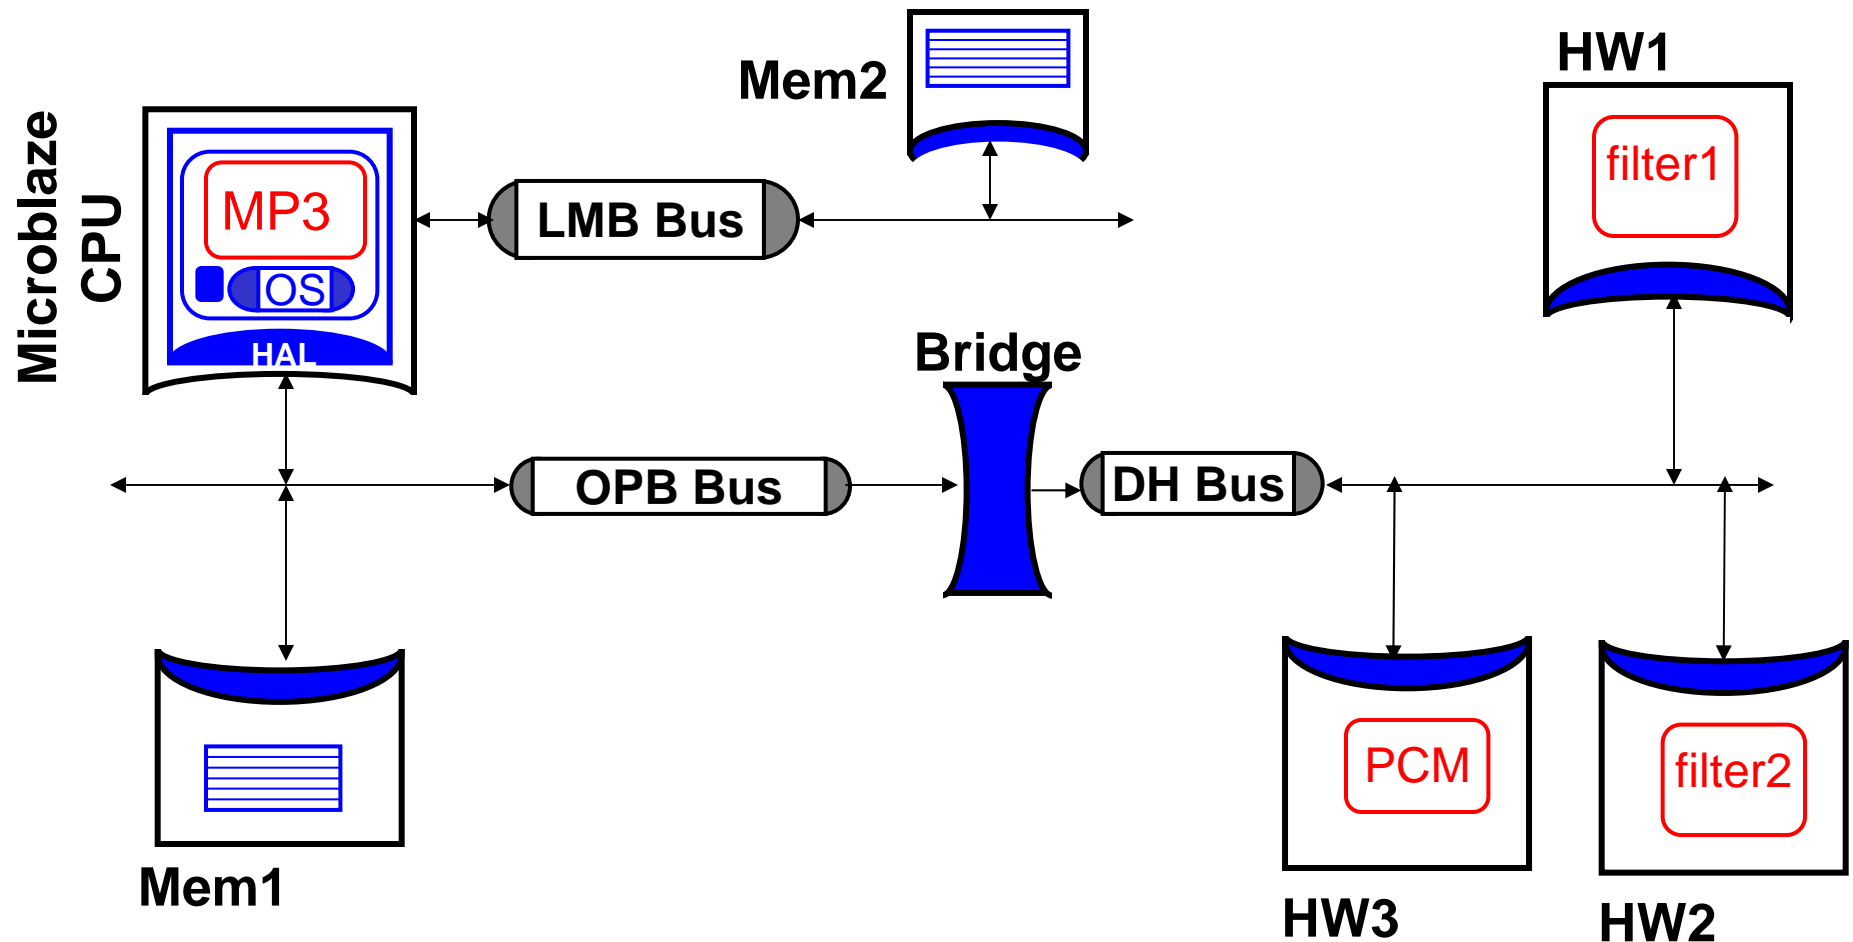 Mem2
HW1
Microblaze
CPU
MP3
LMB Bus
filter1
OS
HAL
Bridge
OPB Bus
DH Bus
PCM
filter2
Mem1
HW3
HW2